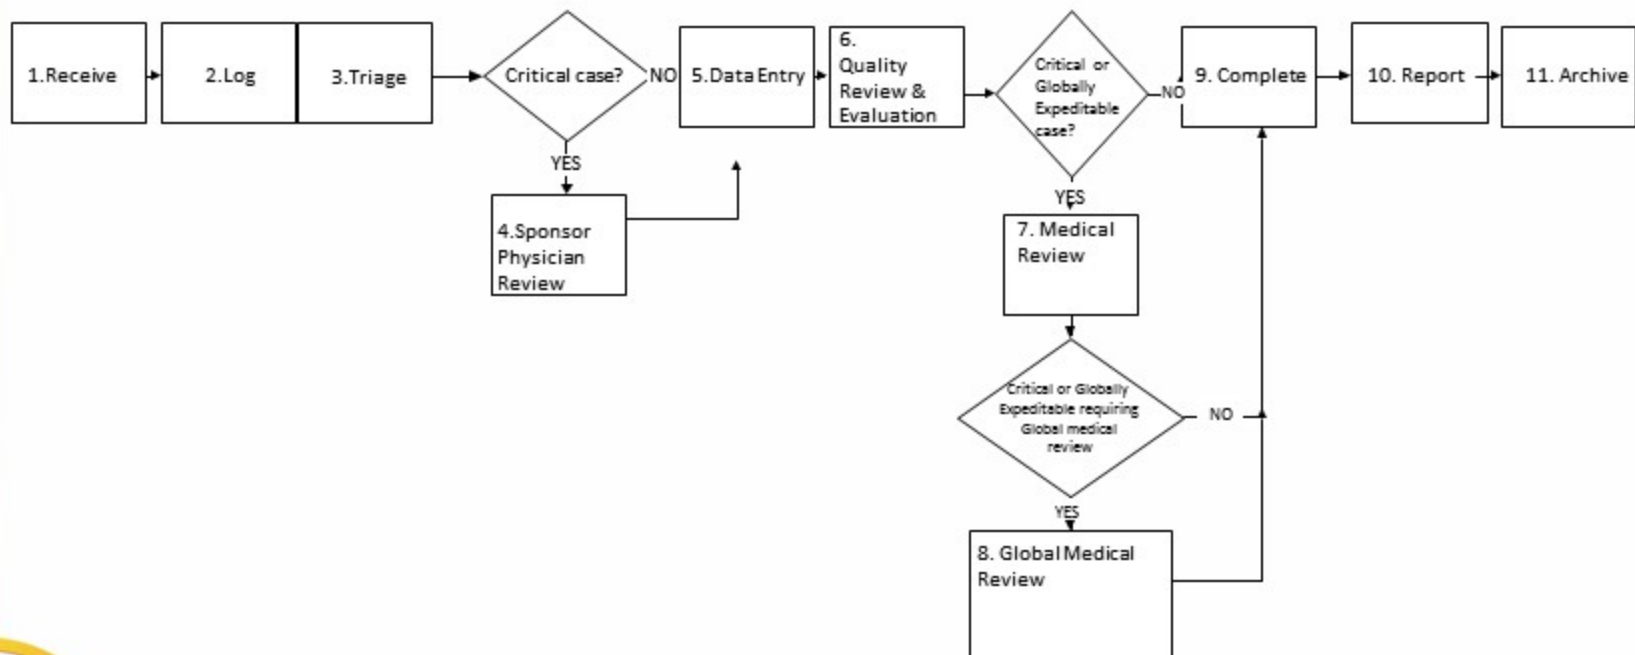 1.Receive
2.Log
3.Triage
Critical case?
NO
YES
4.Sponsor
Physician
Review
5.Data Entry
6.
Quality
Review &
Evaluation
Critical or
Globally
Expeditable
case?
NO
YES
7. Medical
Review
Critical or Globally
Expeditable requiring
Global medical
review
NO
YES
8. Global Medical
Review
9. Complete
10. Report
11. Archive